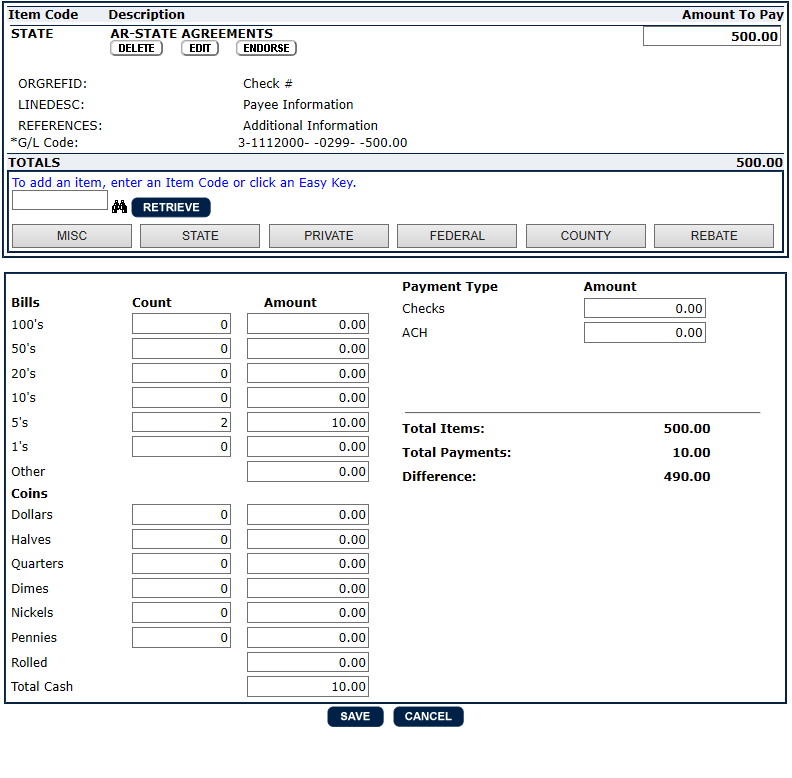 Item Code Description Amount To Pay
STATE AR-STATE AGREEMENTS 500.00
DELETE EDIT ENDORSE
ORGREFID: Check #
LINEDESC: Payee Information
REFERENCES: Additional Information
*G/L Code: 3-1112000- -0299- -500.00
TOTALS 500.00
To add an item, enter an Item Code or click an Easy Key.
RETRIEVE
MISC STATE PRIVATE FEDERAL COUNTY REBATE
Bills Count Amount
100's 0 0.00
50's 0 0.00
20's 0 0.00
10's 0 0.00
5's 2 10.00
1's 0 0.00
Other 0.00
Coins
Dollars 0 0.00
Halves 0 0.00
Quarters 0 0.00
Dimes 0 0.00
Nickels 0 0.00
Pennies 0 0.00
Rolled 0.00
Total Cash 10.00
Payment Type Amount
Checks 0.00
ACH 0.00
Total Items: 500.00
Total Payments: 10.00
Difference: 490.00
SAVE CANCEL